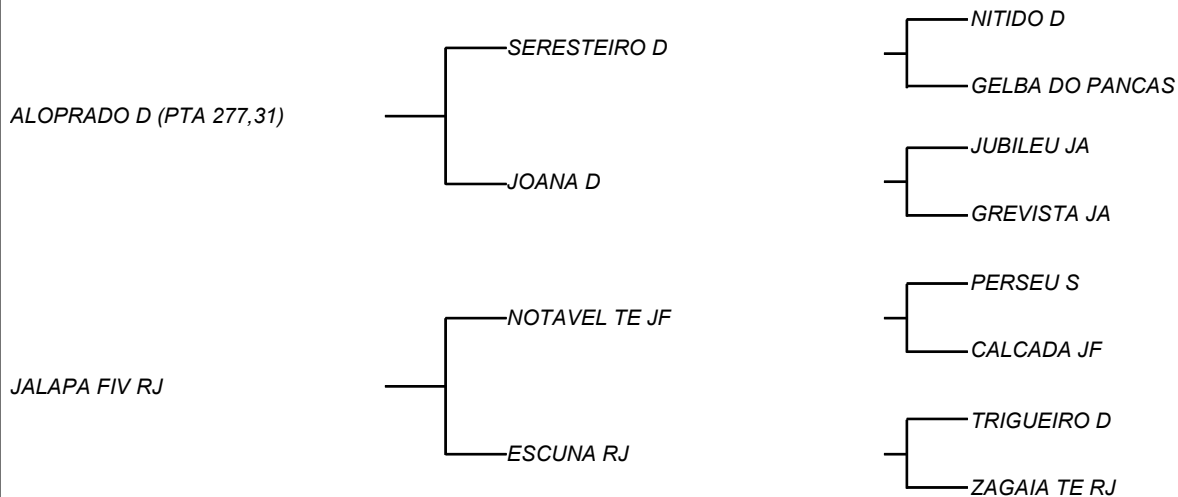 NITIDO D
SERESTEIRO D
GELBA DO PANCAS
ALOPRADO D (PTA 277,31)
JUBILEU JA
JOANA D
GREVISTA JA
PERSEU S
NOTAVEL TE JF
CALCADA JF
JALAPA FIV RJ
TRIGUEIRO D
ESCUNA RJ
ZAGAIA TE RJ